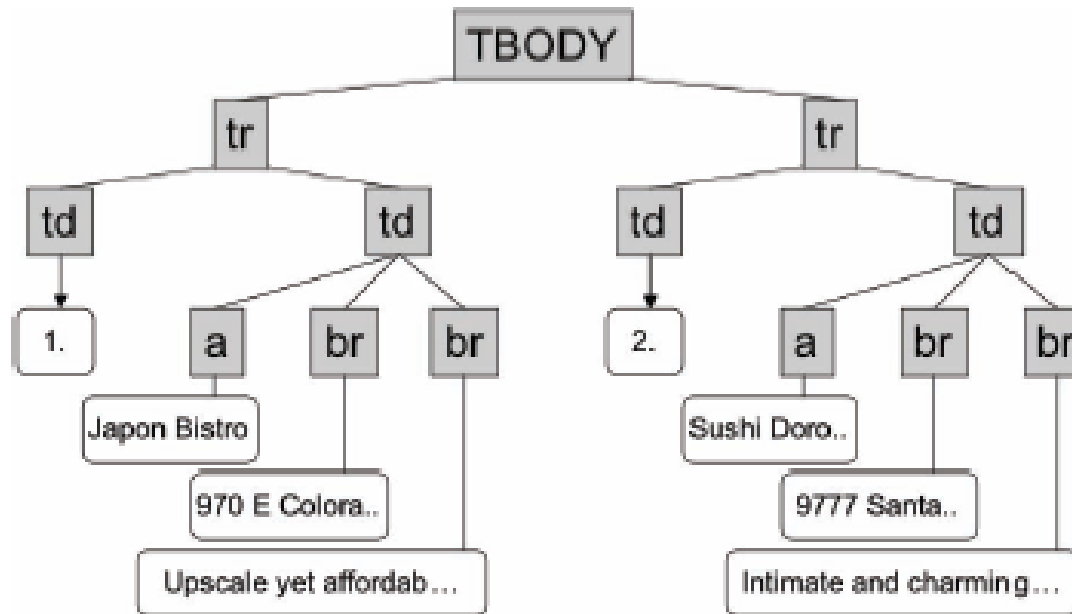 TBODY
tr tr
td td td td
1. a br br 2. a br br
Japon Bistro Sushi Doro..
970 E Colora.. 9777 Santa..
Upscale yet affordab... Intimate and charming...